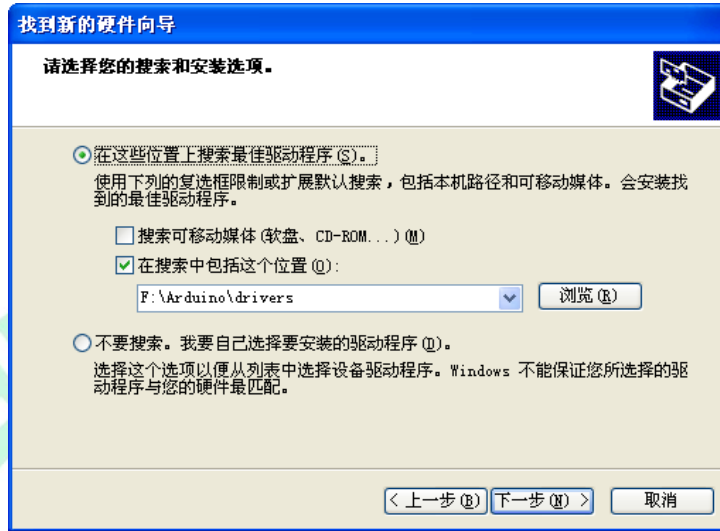 找到新的硬件向导
请选择您的搜索和安装选项。
在这些位置上搜索最佳驱动程序(S)。
使用下列的复选框限制或扩展默认搜索，包括本机路径和可移动媒体。会安装找
到的最佳驱动程序。
搜索可移动媒体(软盘、CD-ROM...)(M)
在搜索中包括这个位置(O):
F:\Arduino\drivers
浏览(R)
不要搜索。我要自己选择要安装的驱动程序(D)。
选择这个选项以便从列表中选择设备驱动程序。Windows 不能保证您所选择的驱
动程序与您的硬件最匹配。
< 上一步(B) 下一步(N) > 取消